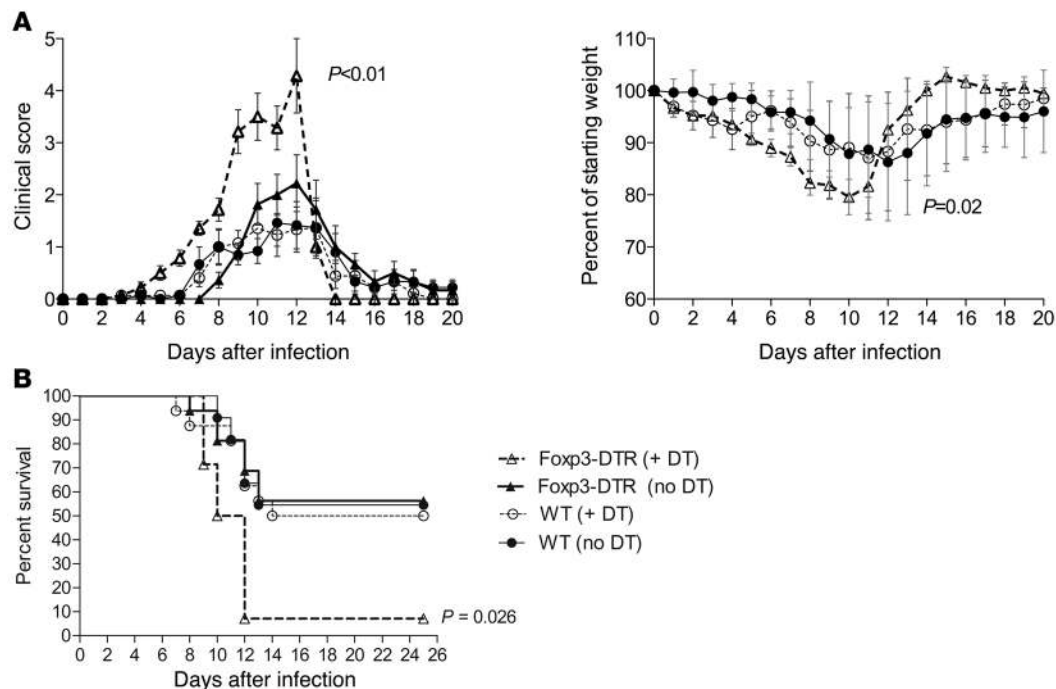 A
Clinical score
5
4
3
2
1
0
P<0.01
0 2 4 6 8 10 12 14 16 18 20
Days after infection
Percent of starting weight
110
100
90
80
70
60
P=0.02
0 2 4 6 8 10 12 14 16 18 20
Days after infection
B
Percent survival
100
90
80
70
60
50
40
30
20
10
0
P = 0.026
0 2 4 6 8 10 12 14 16 18 20 22 24 26
Days after infection
Foxp3-DTR (+ DT)
Foxp3-DTR (no DT)
WT (+ DT)
WT (no DT)